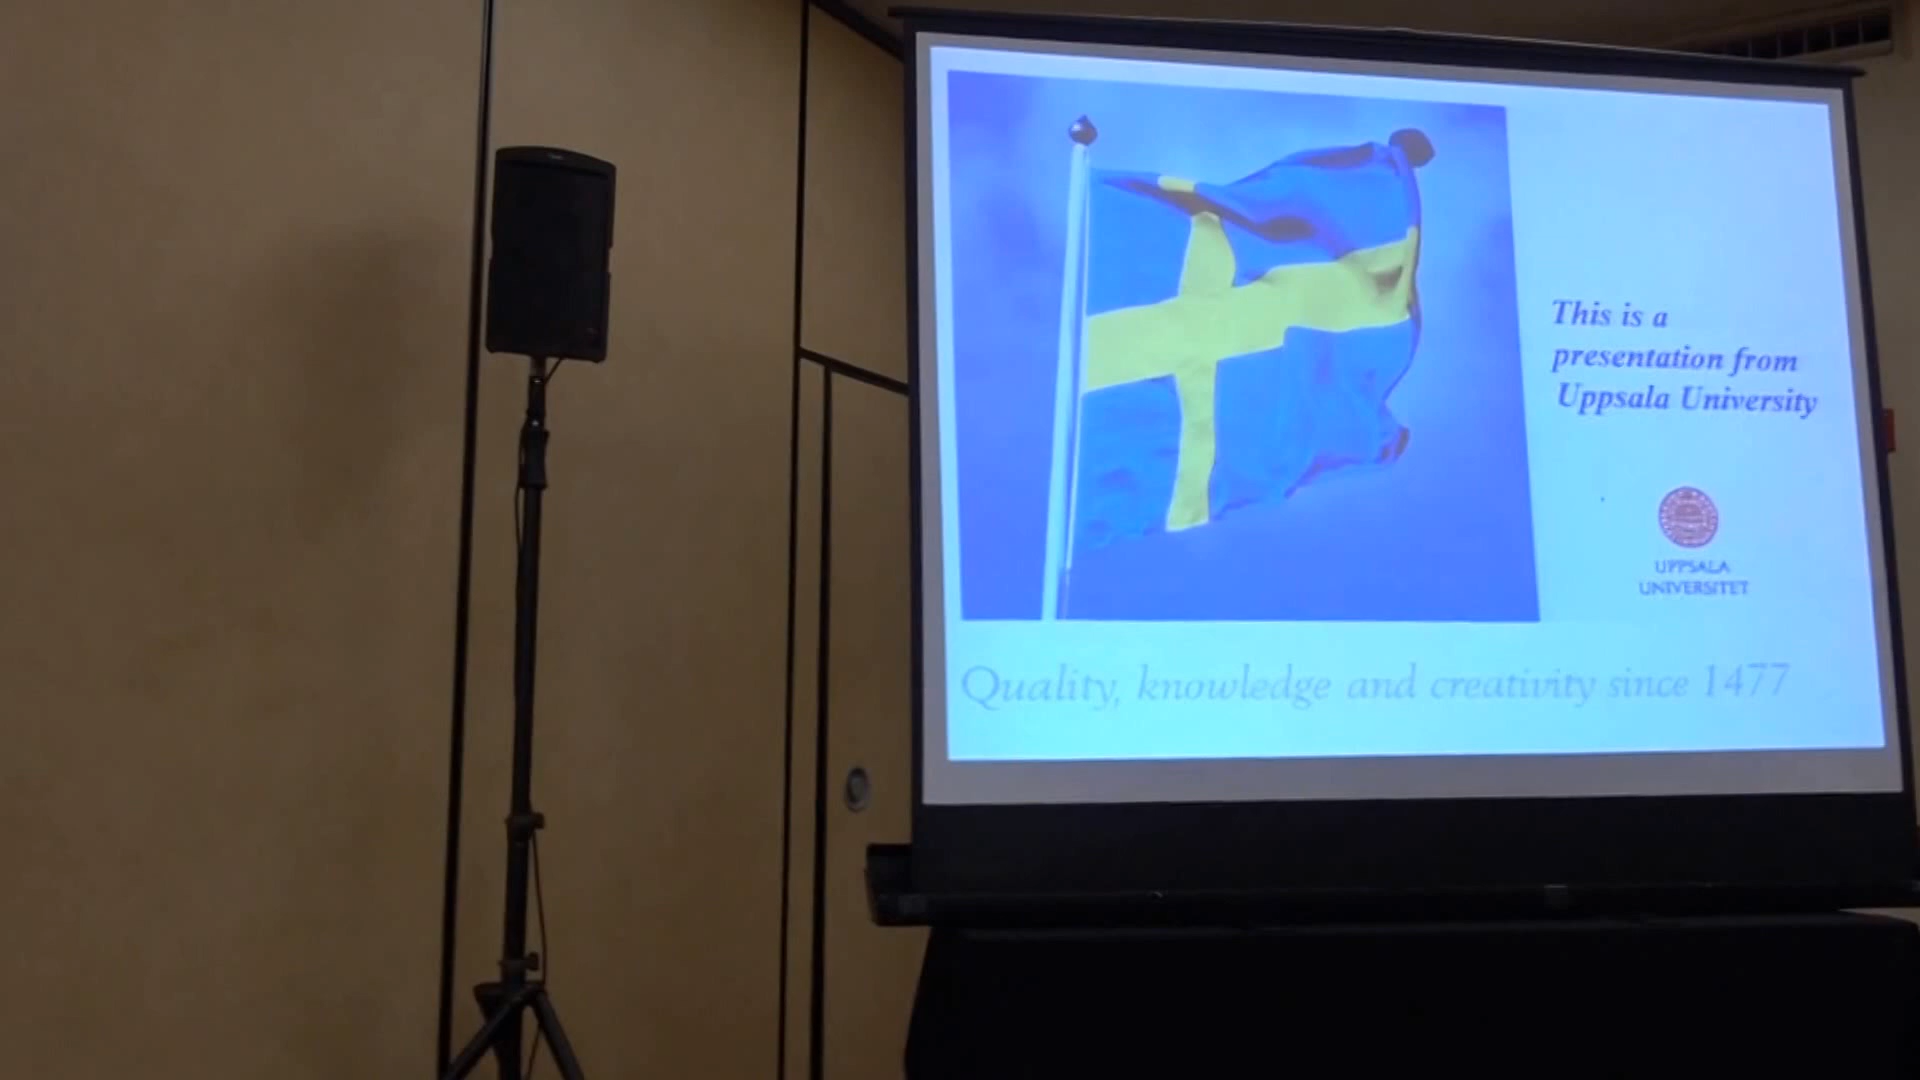 This is a
presentation from
Uppsala University
UPPSALA
UNIVERSITET
Quality, knowledge and creativity since 1477